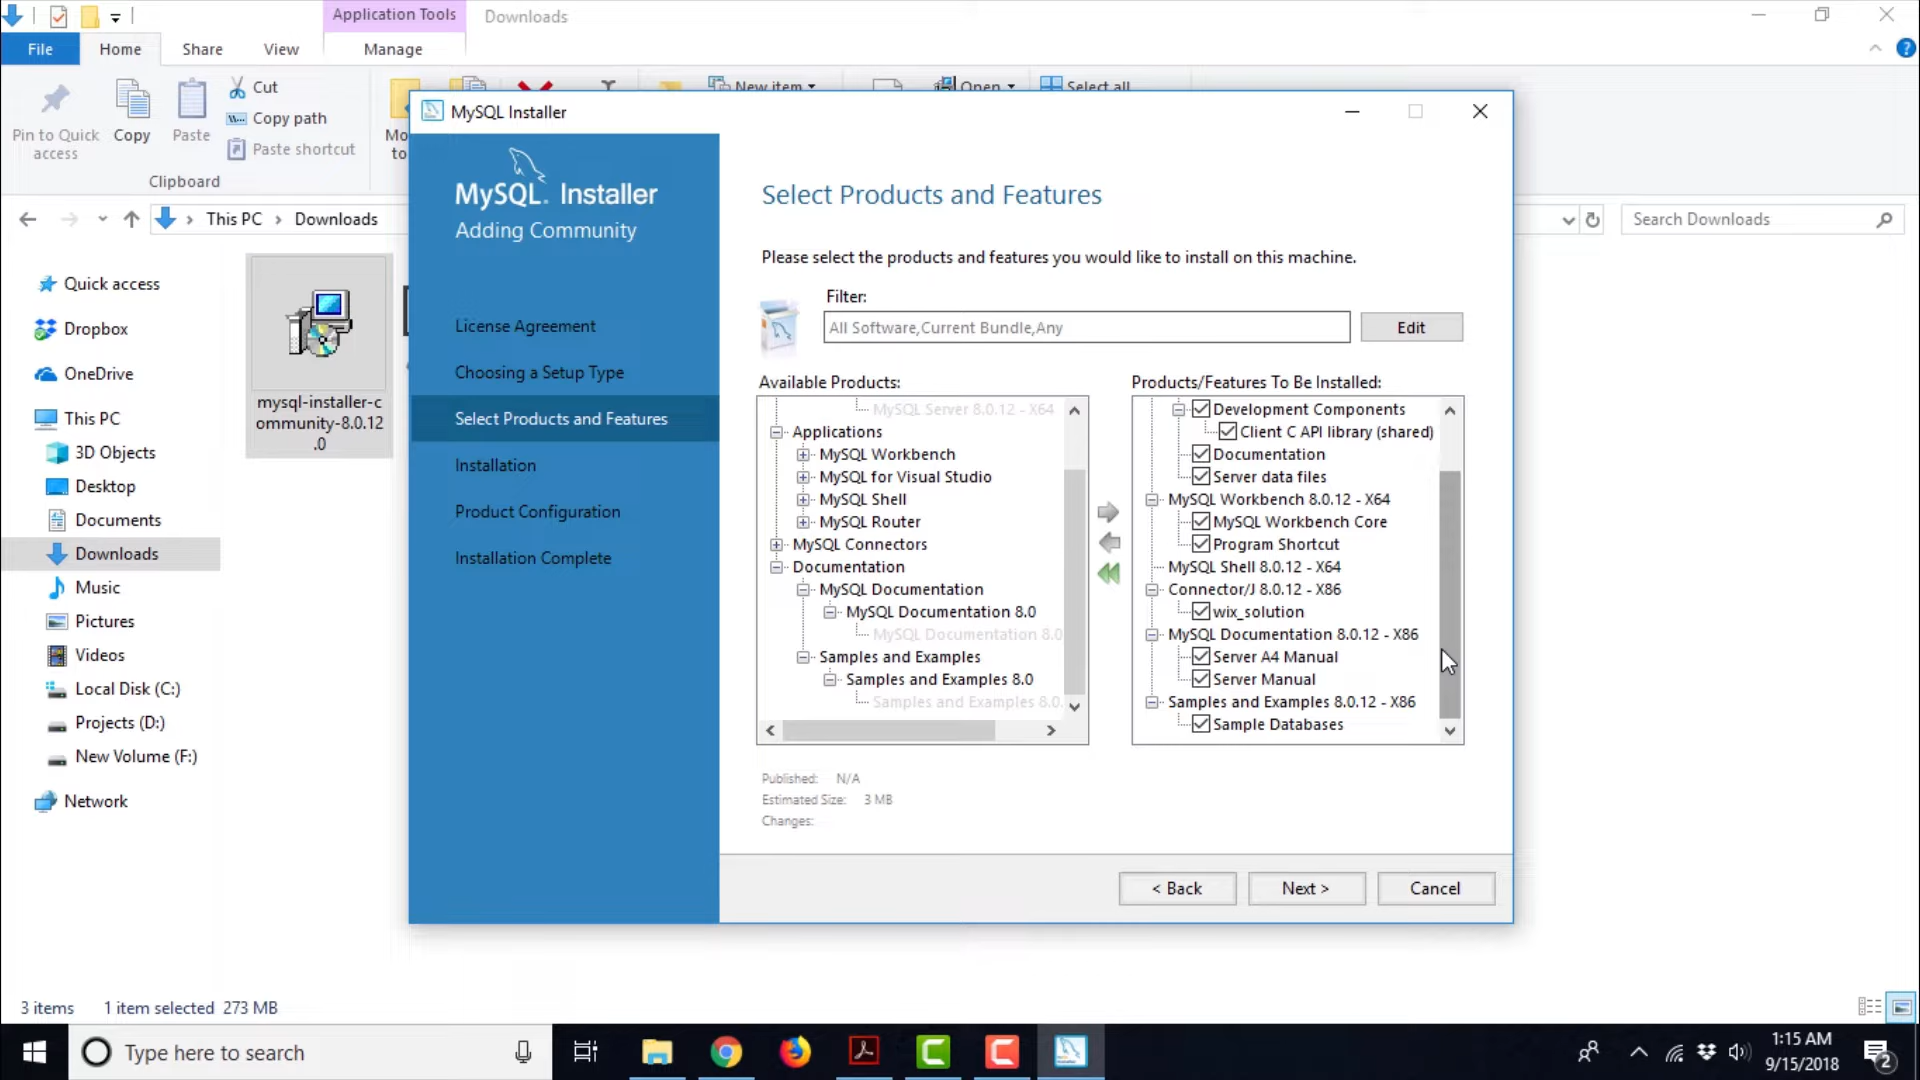 Application Tools
Downloads
File
Home
Share
View
Manage
Pin to Quick access
Copy
Paste
Cut
Copy path
Paste shortcut
Clipboard
New item
Open
Select all
This PC
Downloads
Search Downloads
Quick access
Dropbox
OneDrive
This PC
3D Objects
Desktop
Documents
Downloads
Music
Pictures
Videos
Local Disk (C:)
Projects (D:)
New Volume (F:)
Network
mysql-installer-c
ommunity-8.0.12
.0
MySQL Installer
MySQL. Installer
Adding Community
License Agreement
Choosing a Setup Type
Select Products and Features
Installation
Product Configuration
Installation Complete
Select Products and Features
Please select the products and features you would like to install on this machine.
Filter:
All Software,Current Bundle,Any
Edit
Available Products:
MySQL Server 8.0.12 - X64
Applications
MySQL Workbench
MySQL for Visual Studio
MySQL Shell
MySQL Router
MySQL Connectors
Documentation
MySQL Documentation
MySQL Documentation 8.0
MySQL Documentation 8.0
Samples and Examples
Samples and Examples 8.0
Samples and Examples 8.0.
Products/Features To Be Installed:
Development Components
Client C API library (shared)
Documentation
Server data files
MySQL Workbench 8.0.12 - X64
MySQL Workbench Core
Program Shortcut
MySQL Shell 8.0.12 - X64
Connector/J 8.0.12 - X86
wix_solution
MySQL Documentation 8.0.12 - X86
Server A4 Manual
Server Manual
Samples and Examples 8.0.12 - X86
Sample Databases
Published: N/A
Estimated Size: 3 MB
Changes:
< Back
Next >
Cancel
3 items
1 item selected 273 MB
Type here to search
1:15 AM
9/15/2018
2